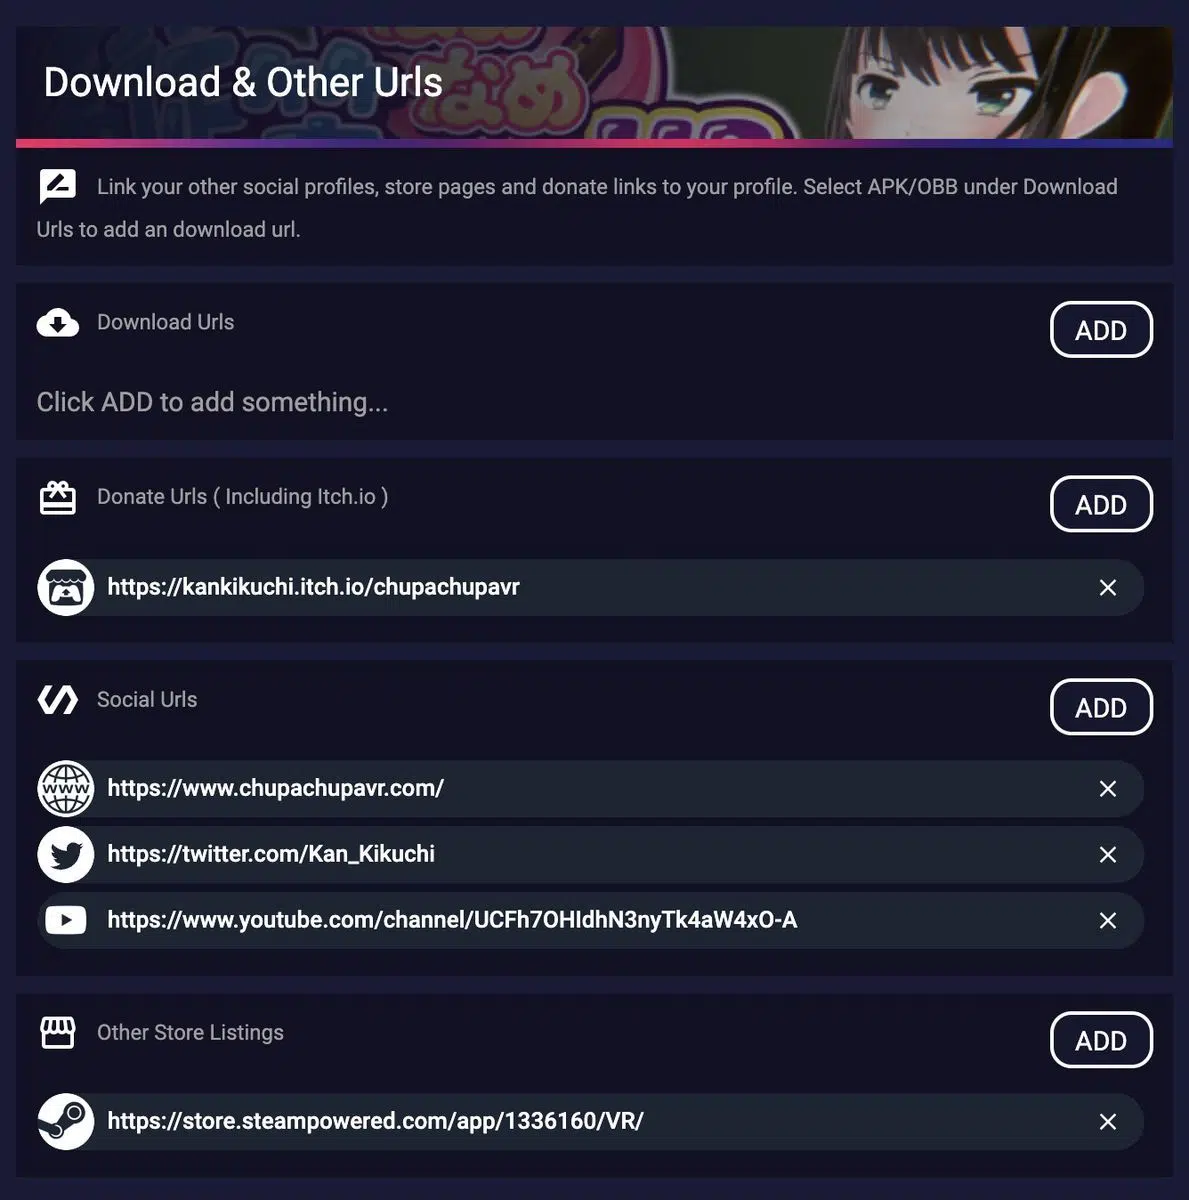 Download & Other Urls
Link your other social profiles, store pages and donate links to your profile. Select APK/OBB under Download
Urls to add an download url.
Download Urls
ADD
Click ADD to add something...
Donate Urls ( Including Itch.io )
ADD
https://kankikuchi.itch.io/chupachupavr
Social Urls
ADD
WWW
https://www.chupachupavr.com/
https://twitter.com/Kan_Kikuchi
https://www.youtube.com/channel/UCFh7OHIdhN3nyTk4aW4xO-A
Other Store Listings
ADD
https://store.steampowered.com/app/1336160/VR/